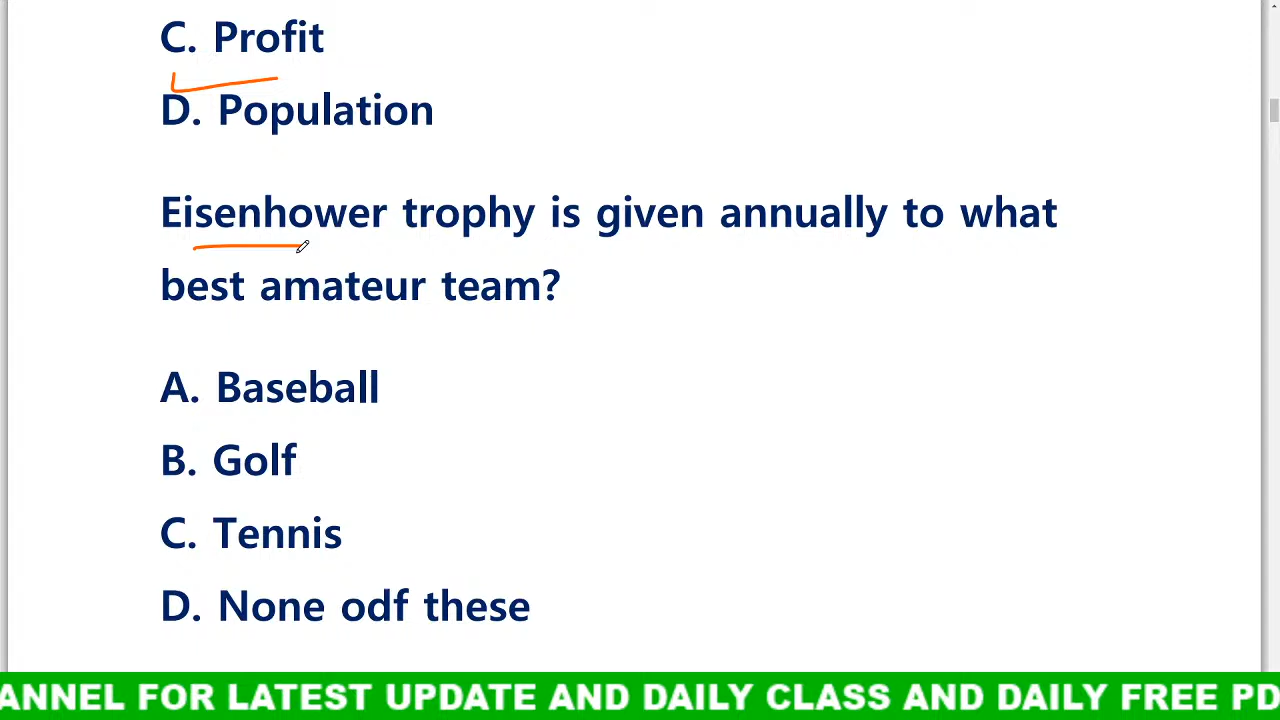 C. Profit
D. Population
Eisenhower trophy is given annually to what
best amateur team?
A. Baseball
B. Golf
C. Tennis
D. None odf these
ANNEL FOR LATEST UPDATE AND DAILY CLASS AND DAILY FREE PD